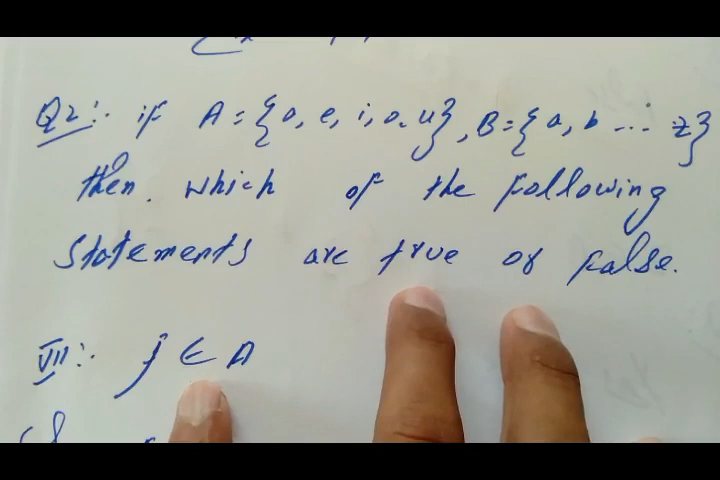 Q2:. if A = {a, e, i, o, u}, B = {a, b ... z}
then. which of the following
statements are true or false.
VII:. j ∈ A